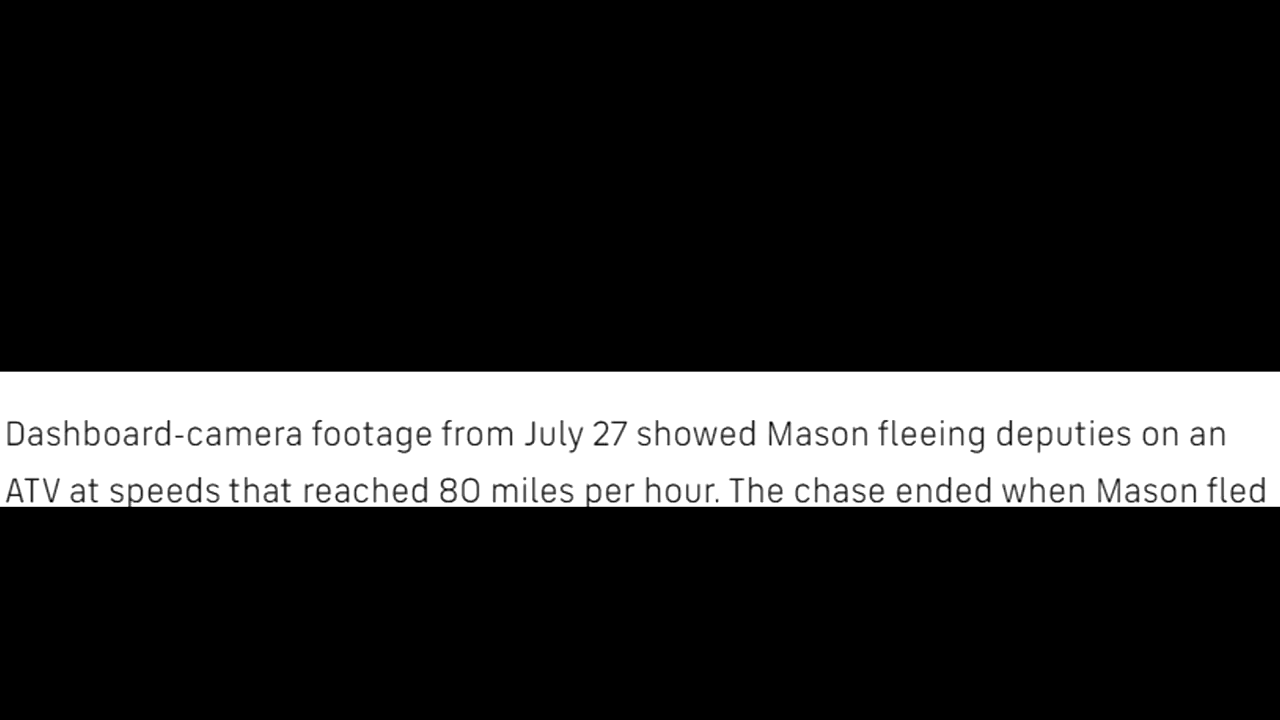 Dashboard-camera footage from July 27 showed Mason fleeing deputies on an
ATV at speeds that reached 80 miles per hour. The chase ended when Mason fled